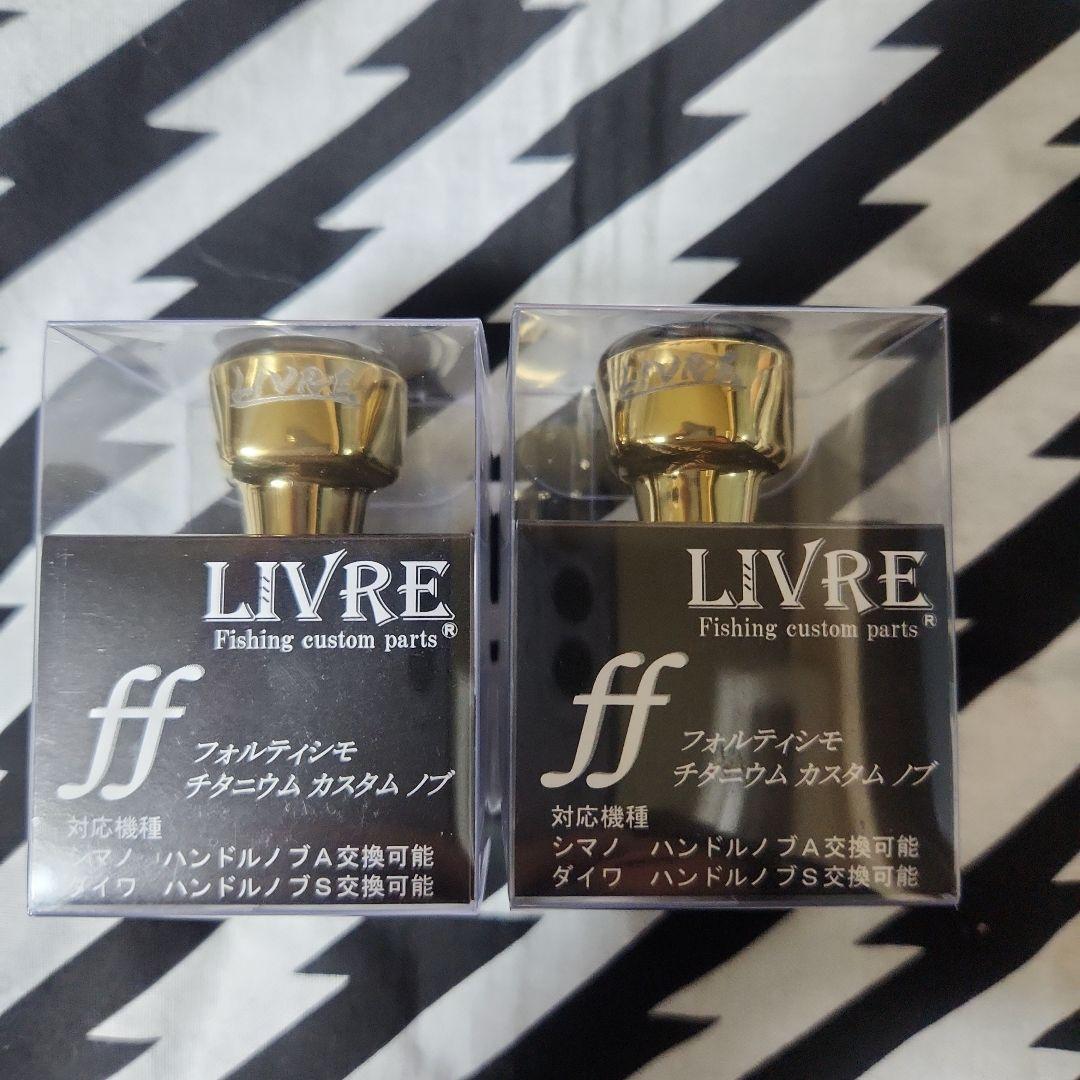 LIVRE
LIVRE
Fishing custom parts®
ff
フォルティシモ
チタニウム カスタム ノブ
対応機種
シマノ ハンドルノブA交換可能
ダイワ ハンドルノブS交換可能
LIVRE
LIVRE
Fishing custom parts®
ff
フォルティシモ
チタニウム カスタム ノブ
対応機種
シマノ ハンドルノブA交換可能
ダイワ ハンドルノブS交換可能